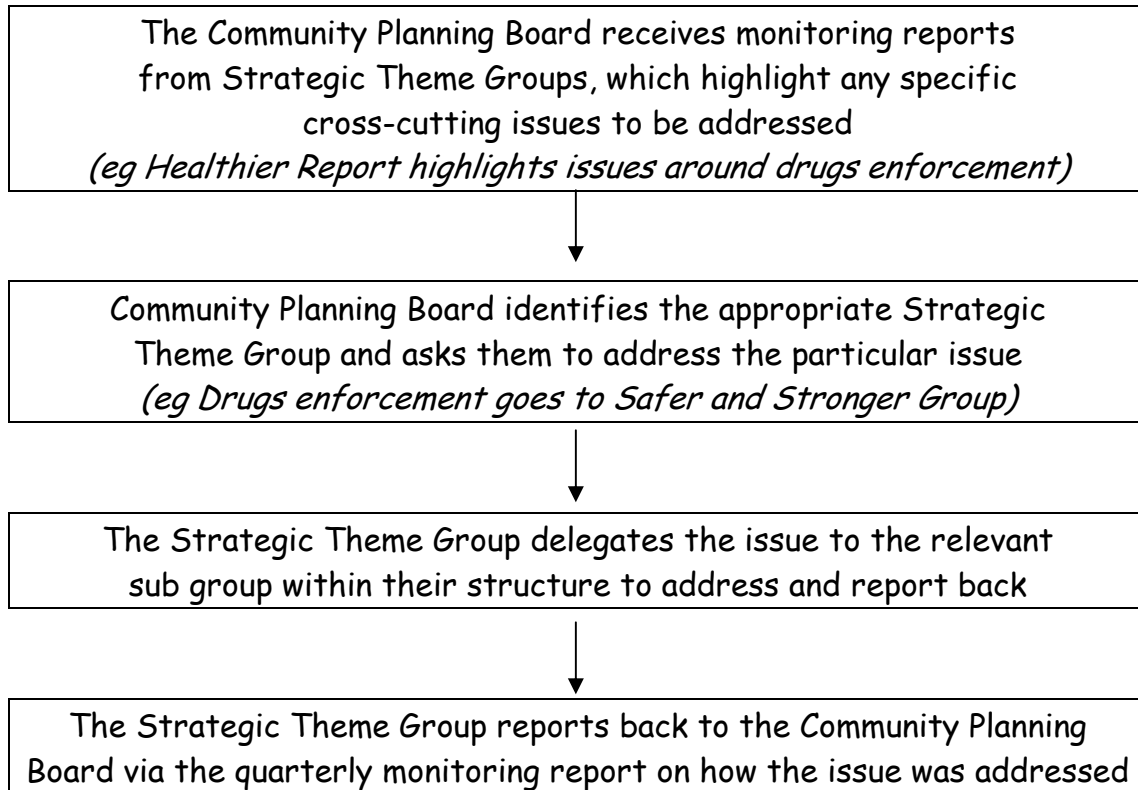 The Community Planning Board receives monitoring reports
from Strategic Theme Groups, which highlight any specific
cross-cutting issues to be addressed
(eg Healthier Report highlights issues around drugs enforcement)
Community Planning Board identifies the appropriate Strategic
Theme Group and asks them to address the particular issue
(eg Drugs enforcement goes to Safer and Stronger Group)
The Strategic Theme Group delegates the issue to the relevant
sub group within their structure to address and report back
The Strategic Theme Group reports back to the Community Planning
Board via the quarterly monitoring report on how the issue was addressed